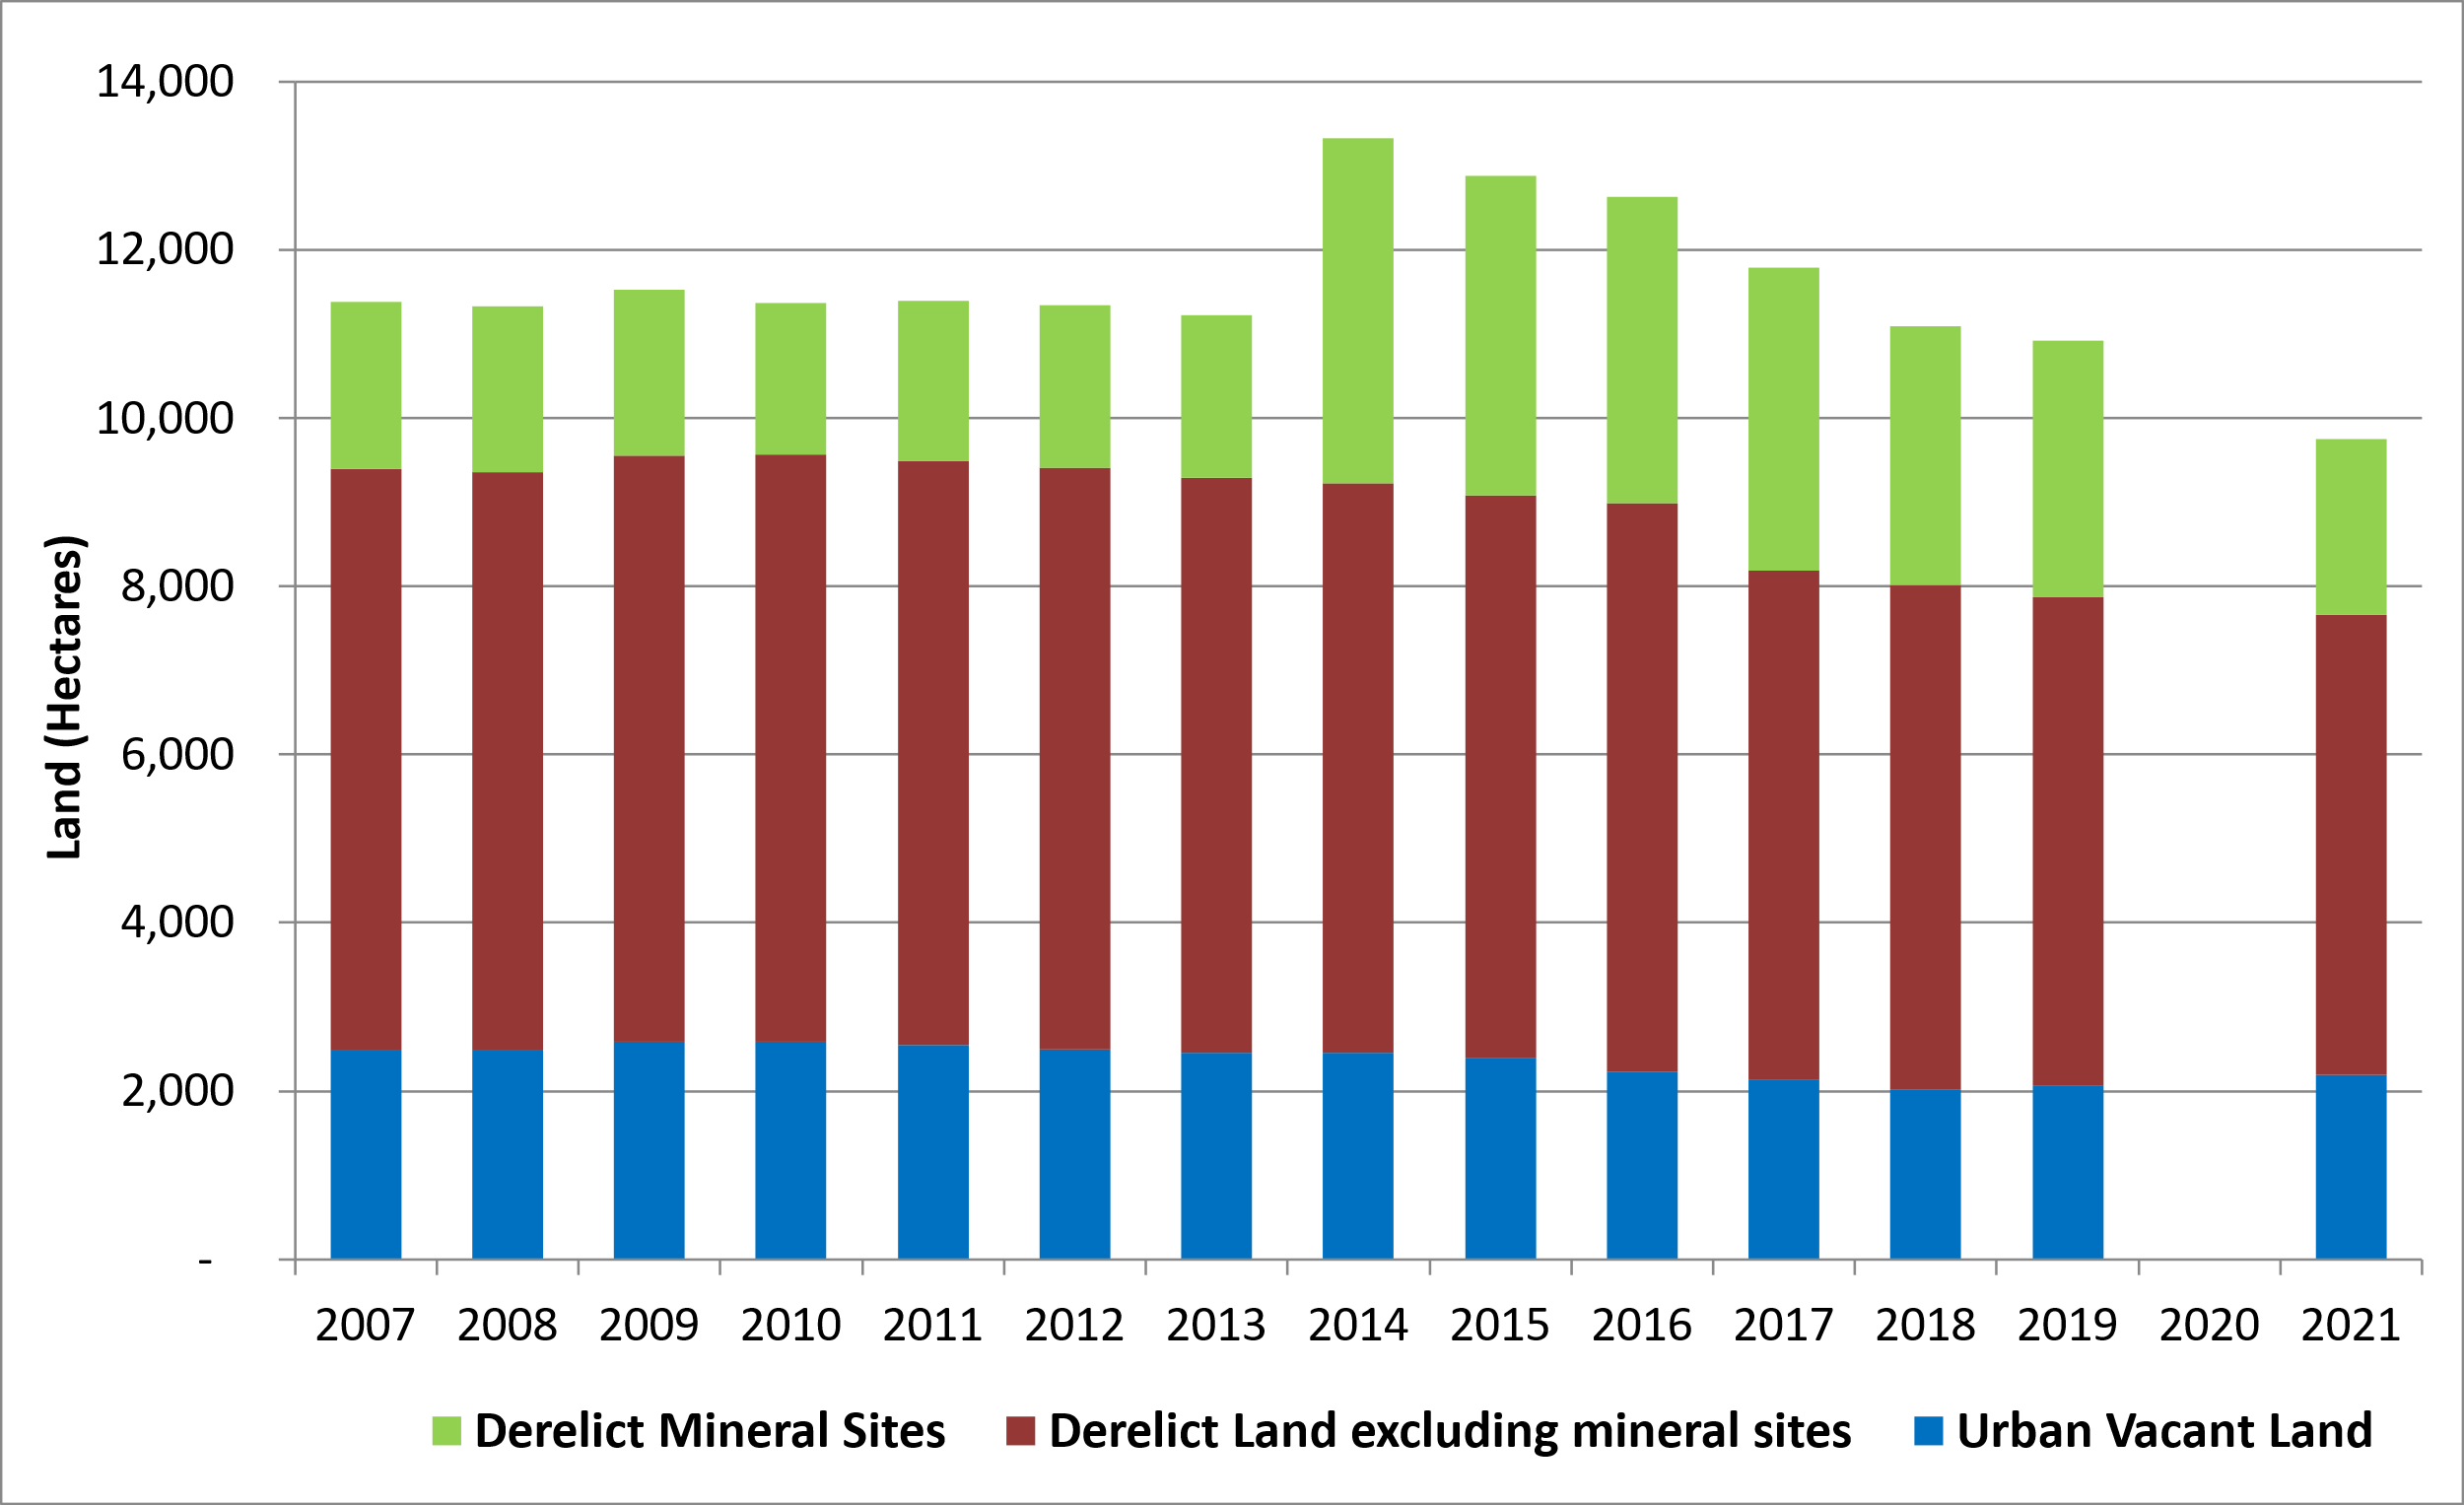 Land (Hectares)
14,000
12,000
10,000
8,000
6,000
4,000
2,000
-
2007 2008 2009 2010 2011 2012 2013 2014 2015 2016 2017 2018 2019 2020 2021
Derelict Mineral Sites Derelict Land excluding mineral sites Urban Vacant Land